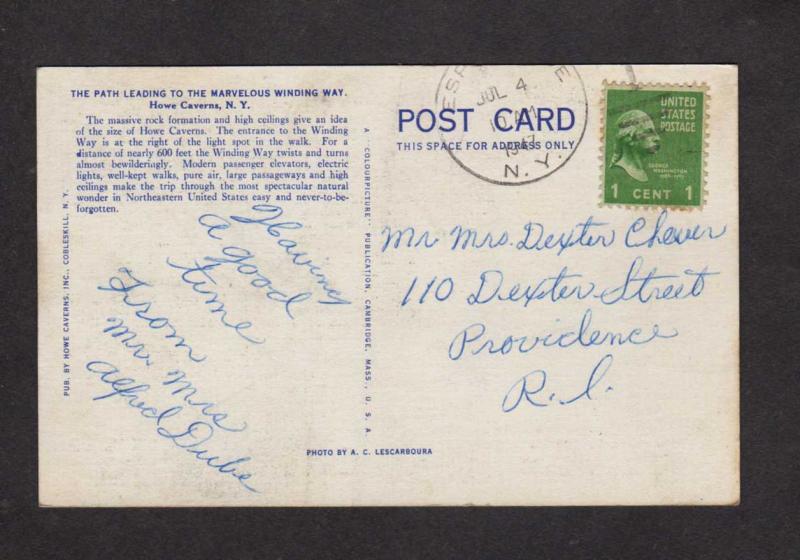 THE PATH LEADING TO THE MARVELOUS WINDING WAY.
Howe Caverns, N. Y.
The massive rock formation and high ceilings give an idea
of the size of Howe Caverns. The entrance to the Winding
Way is at the right of the light spot in the walk. For a
distance of nearly 600 feet the Winding Way twists and turns
almost bewilderingly. Modern passenger elevators, electric
lights, well-kept walks, pure air, large passageways and high
ceilings make the trip through the most spectacular natural
wonder in Northeastern United States easy and never-to-be-
forgotten.
PUB. BY HOWE CAVERNS, INC., COBLESKILL, N. Y.
Having
a good
time
From
Mr. Mrs
Alfred Dube
A "COLOURPICTURE" PUBLICATION, CAMBRIDGE, MASS., U. S. A.
PHOTO BY A. C. LESCARBOURA
POST CARD
THIS SPACE FOR ADDRESS ONLY
JUL 4
10 AM
1947
N. Y.
UNITED
STATES
POSTAGE
GEORGE
WASHINGTON
1 CENT 1
Mr Mrs. Dexter Chever
110 Dexter Street
Providence
R. I.